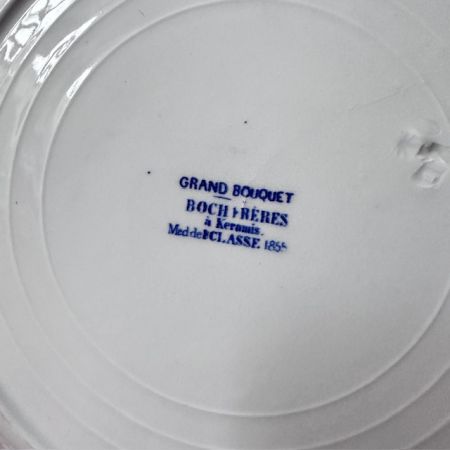 GRAND BOUQUET
BOCH FRÈRES
à Keramis.
Med de 1e CLASSE 1855